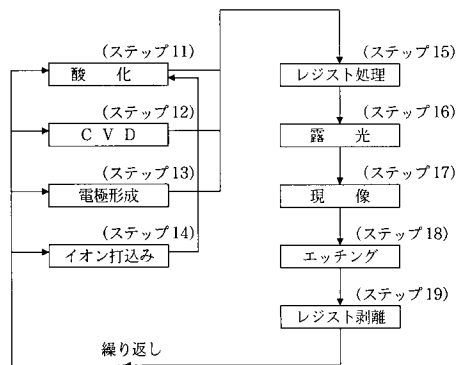 (ステップ11)
酸化
(ステップ12)
CVD
(ステップ13)
電極形成
(ステップ14)
イオン打込み
(ステップ15)
レジスト処理
(ステップ16)
露光
(ステップ17)
現像
(ステップ18)
エッチング
(ステップ19)
レジスト剥離
繰り返し